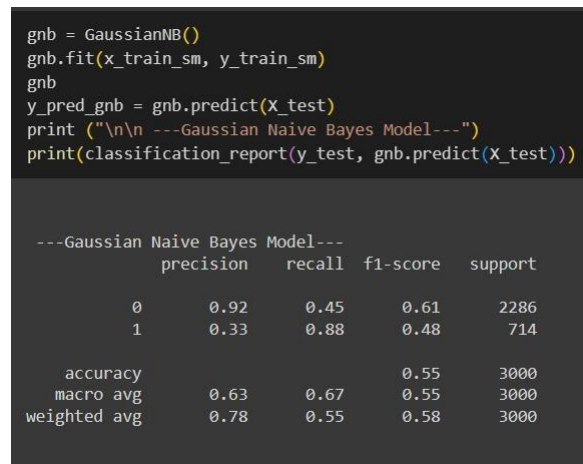 gnb = GaussianNB()
gnb.fit(x_train_sm, y_train_sm)
gnb
y_pred_gnb = gnb.predict(X_test)
print ("\n\n ---Gaussian Naive Bayes Model---")
print(classification_report(y_test, gnb.predict(X_test)))
---Gaussian Naive Bayes Model---
precision recall f1-score support
0 0.92 0.45 0.61 2286
1 0.33 0.88 0.48 714
accuracy 0.55 3000
macro avg 0.63 0.67 0.55 3000
weighted avg 0.78 0.55 0.58 3000